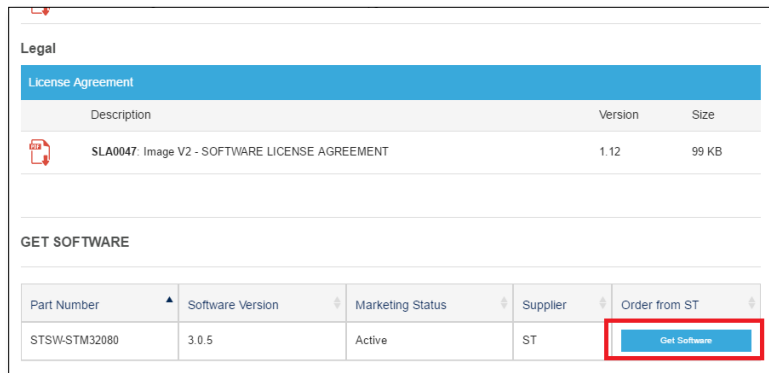 Legal
License Agreement
Description Version Size
SLA0047: Image V2 - SOFTWARE LICENSE AGREEMENT 1.12 99 KB
GET SOFTWARE
Part Number Software Version Marketing Status Supplier Order from ST
STSW-STM32080 3.0.5 Active ST Get Software